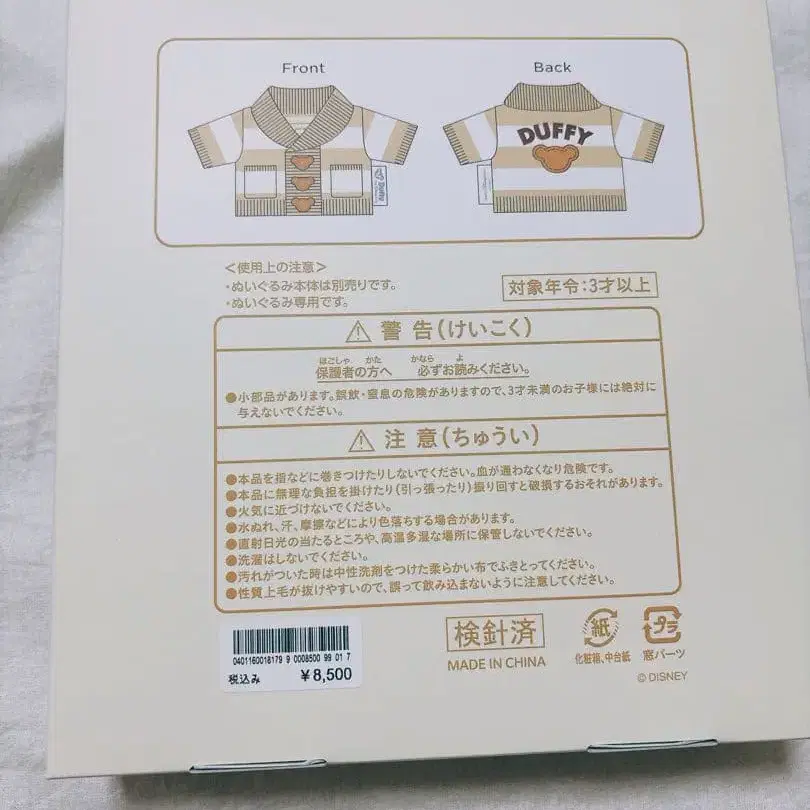 Front
Back
DUFFY
Duffy
<使用上の注意>
・ぬいぐるみ本体は別売りです。
・ぬいぐるみ専用です。
対象年令:3才以上
⚠ 警告(けいこく)
ほごしゃ かた かなら よ
保護者の方へ 必ずお読みください。
●小部品があります。誤飲・窒息の危険がありますので、3才未満のお子様には絶対に
与えないでください。
⚠ 注意(ちゅうい)
●本品を指などに巻きつけたりしないでください。血が通わなくなり危険です。
●本品に無理な負担を掛けたり(引っ張ったり)振り回すと破損するおそれがあります。
●火気に近づけないでください。
●水ぬれ、汗、摩擦などにより色落ちする場合があります。
●直射日光の当たるところや、高温多湿な場所に保管しないでください。
●洗濯はしないでください。
●汚れがついた時は中性洗剤をつけた柔らかい布でふきとってください。
●性質上毛が抜けやすいので、誤って飲み込まないように注意してください。
0401160018179 9 0008500 99 01 7
税込み ¥8,500
検針済
MADE IN CHINA
紙
化粧箱、中台紙
プラ
窓パーツ
© DISNEY